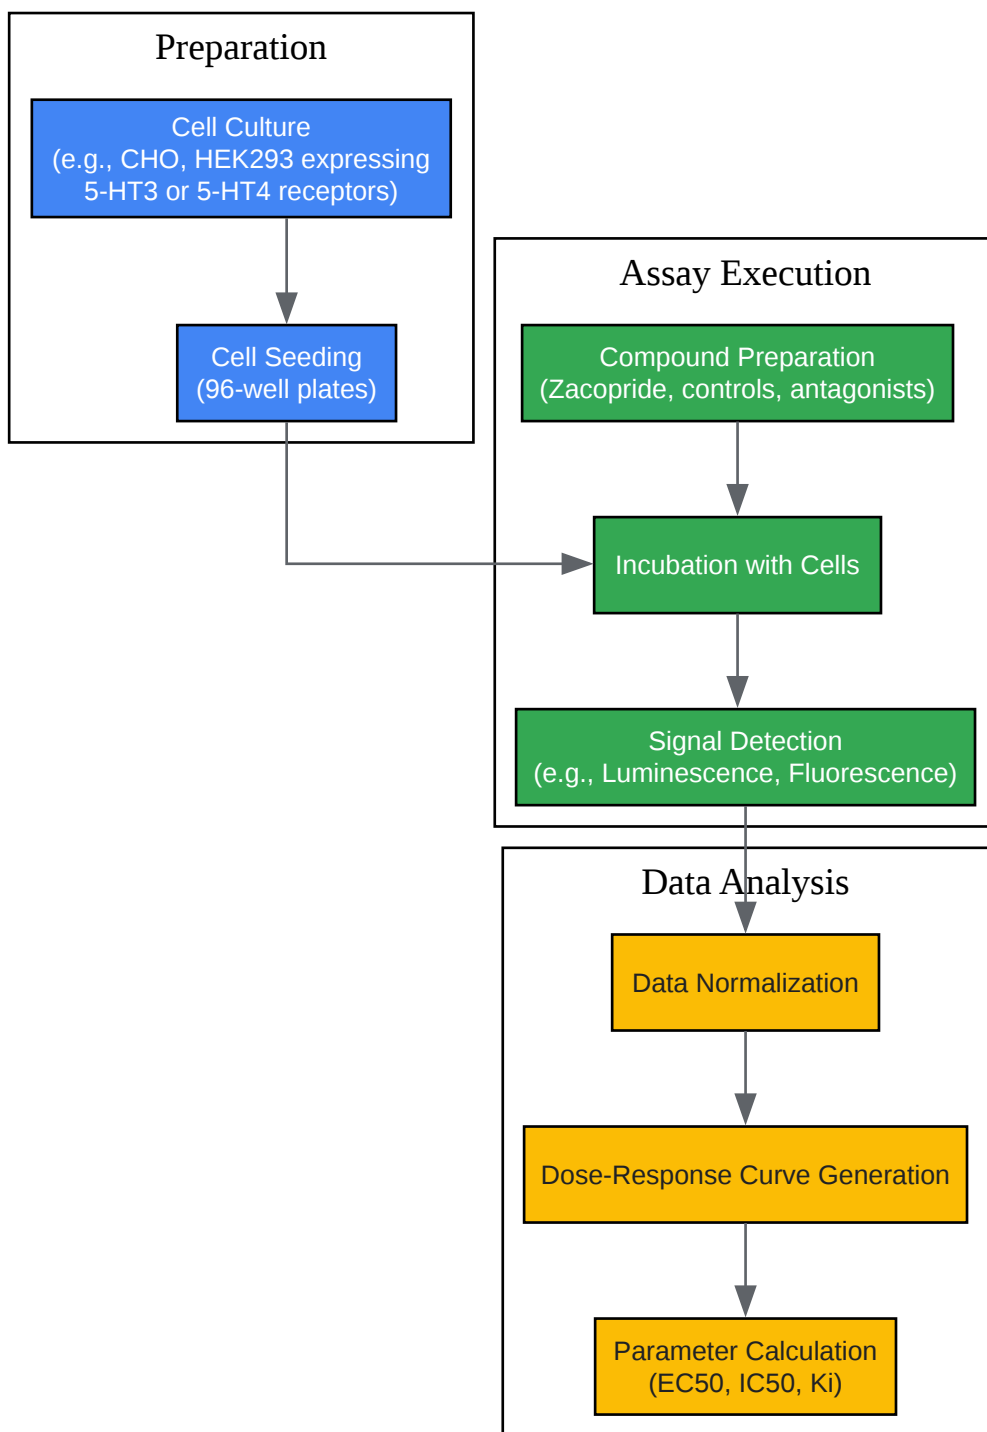 Preparation
Cell Culture
(e.g., CHO, HEK293 expressing
5-HT3 or 5-HT4 receptors)
Cell Seeding
(96-well plates)
Assay Execution
Compound Preparation
(Zacopride, controls, antagonists)
Incubation with Cells
Signal Detection
(e.g., Luminescence, Fluorescence)
Data Analysis
Data Normalization
Dose-Response Curve Generation
Parameter Calculation
(EC50, IC50, Ki)